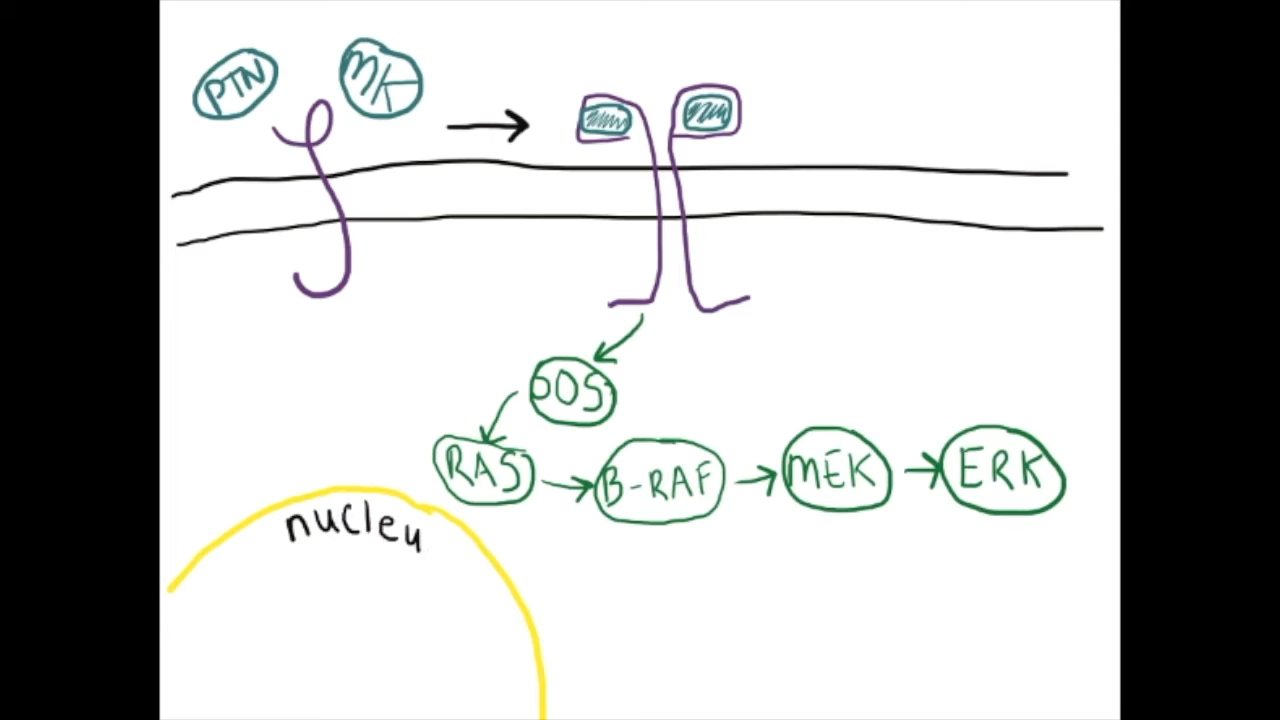 PTN
MK
SOS
RAS
B-RAF
MEK
ERK
nucleu